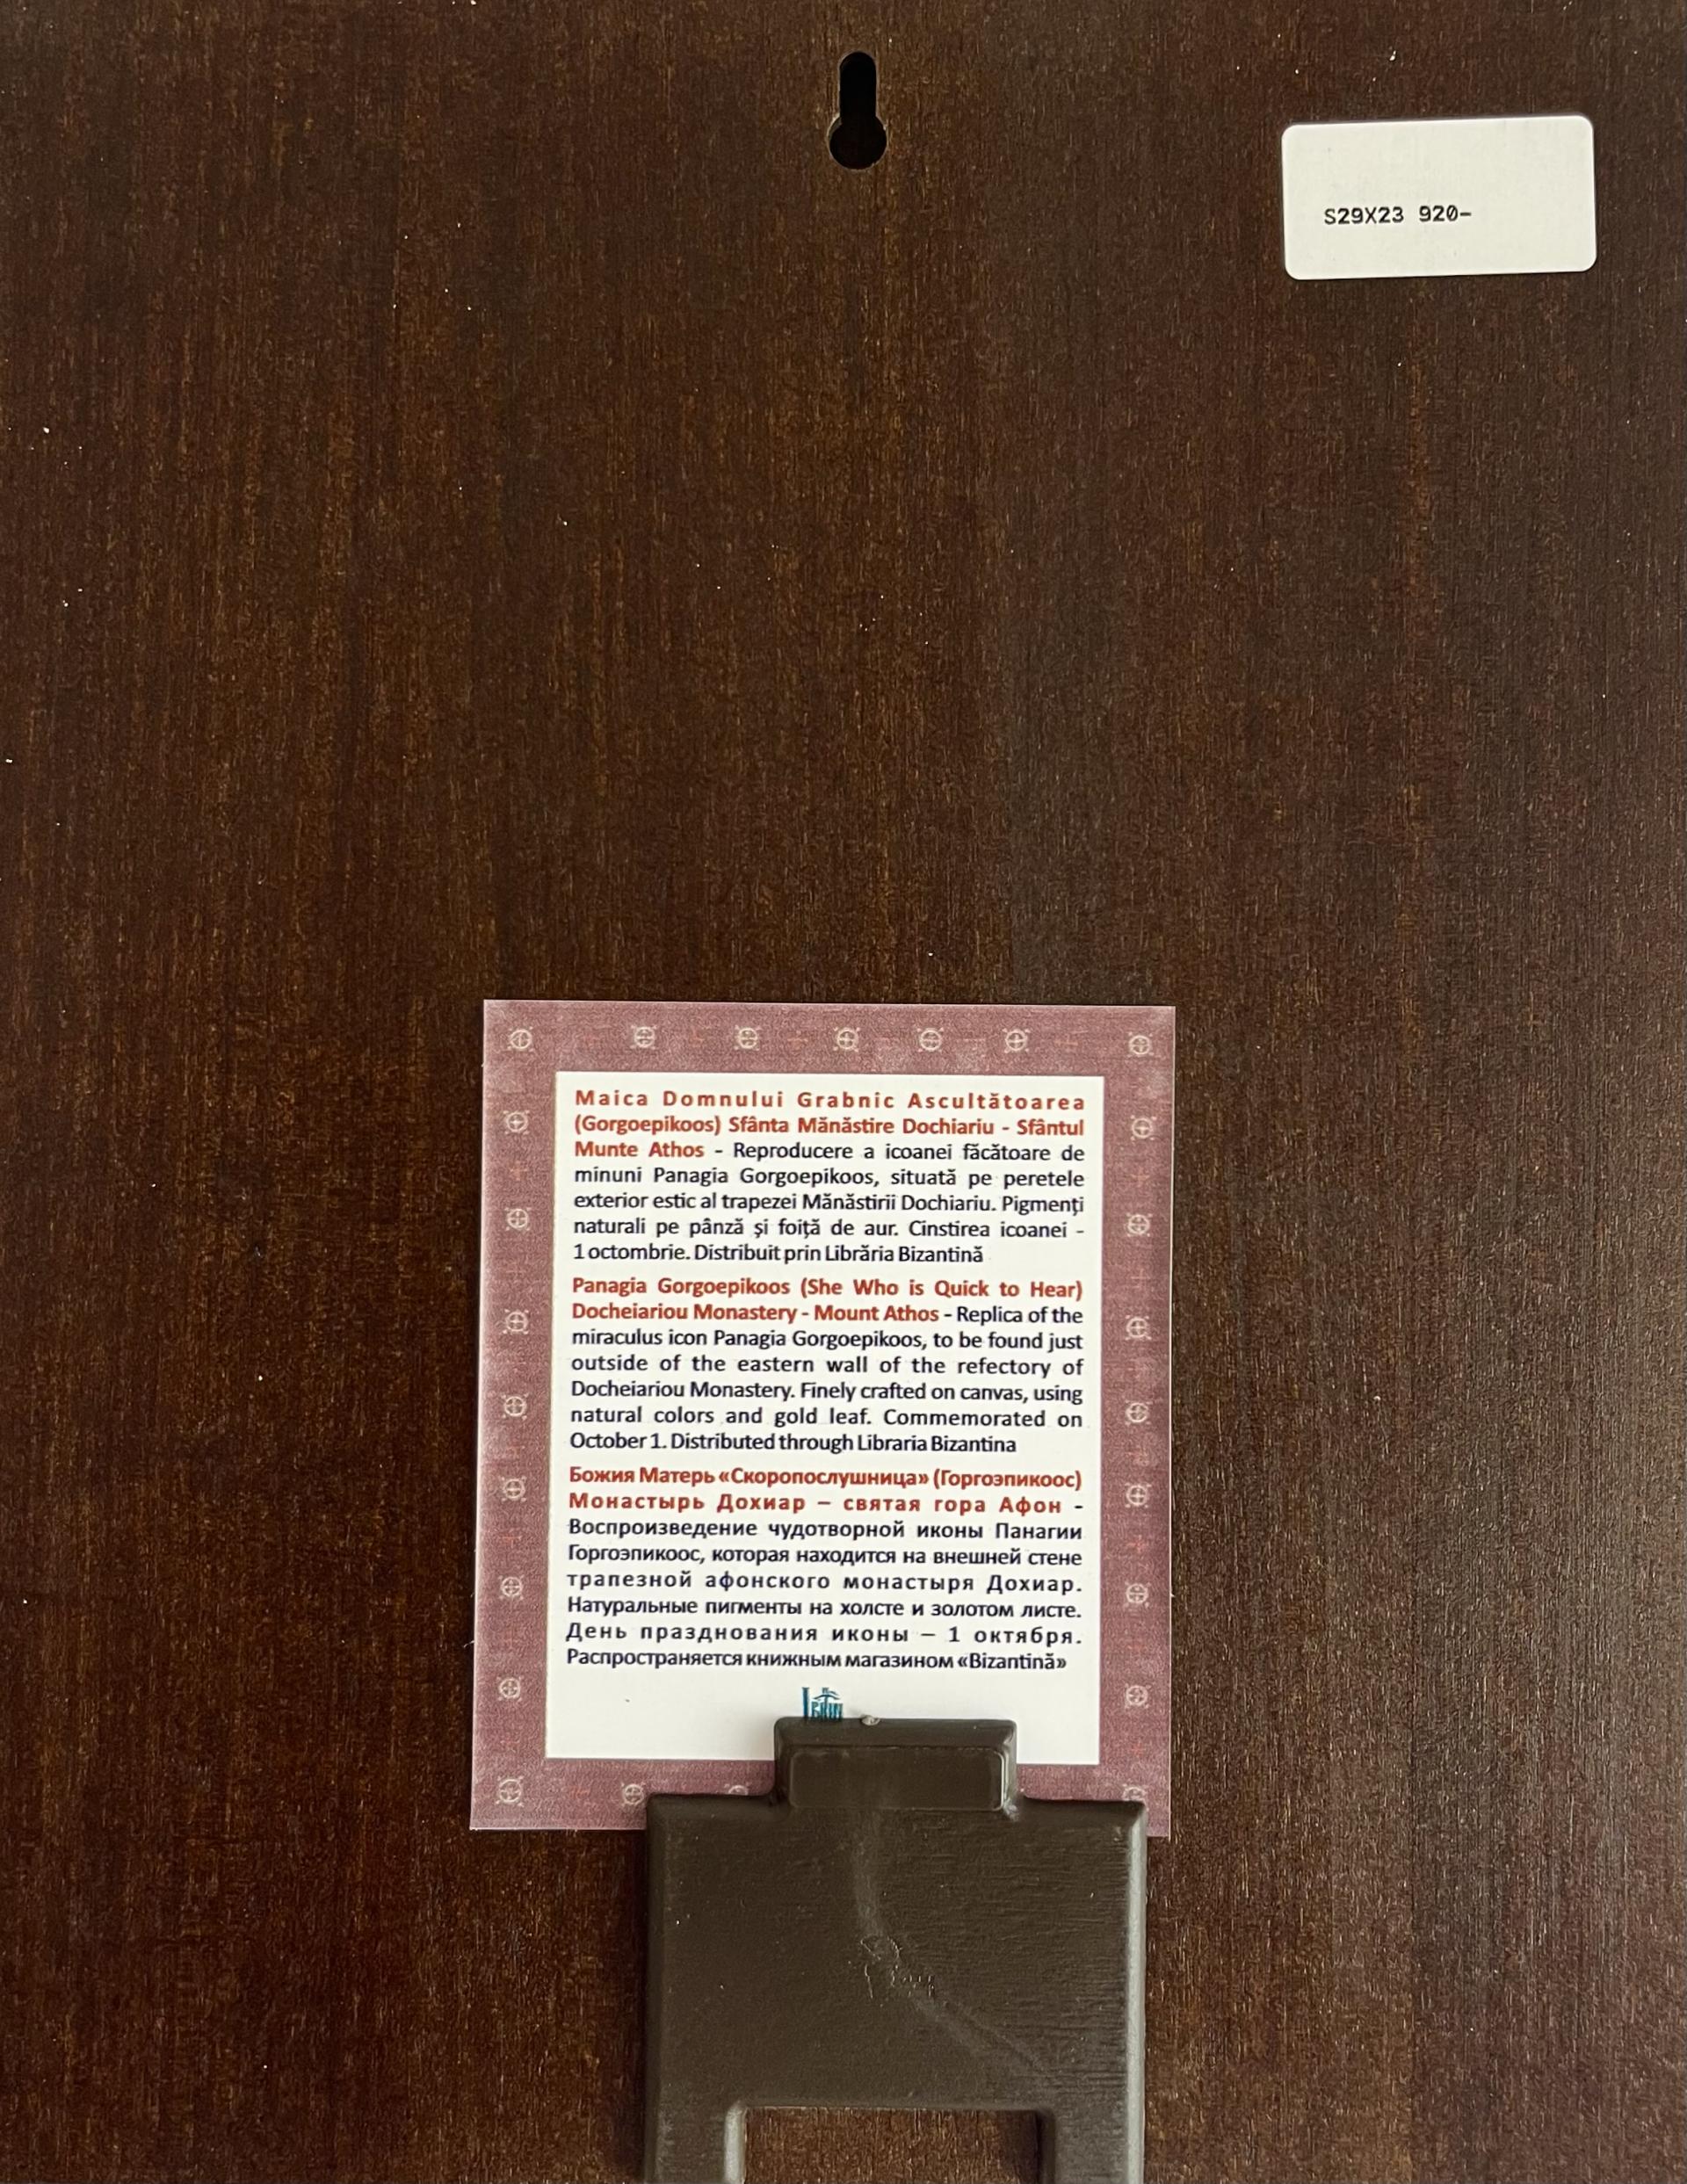 S29X23 920-
Maica Domnului Grabnic Ascultătoarea
(Gorgoepikoos) Sfânta Mănăstire Dochiariu - Sfântul
Munte Athos - Reproducere a icoanei făcătoare de
minuni Panagia Gorgoepikoos, situată pe peretele
exterior estic al trapezei Mănăstirii Dochiariu. Pigmenți
naturali pe pânză și foiță de aur. Cinstirea icoanei -
1 octombrie. Distribuit prin Librăria Bizantină
Panagia Gorgoepikoos (She Who is Quick to Hear)
Docheiariou Monastery - Mount Athos - Replica of the
miraculus icon Panagia Gorgoepikoos, to be found just
outside of the eastern wall of the refectory of
Docheiariou Monastery. Finely crafted on canvas, using
natural colors and gold leaf. Commemorated on
October 1. Distributed through Libraria Bizantina
Божия Матерь «Скоропослушница» (Горгоэпикоос)
Монастырь Дохиар – святая гора Афон -
Воспроизведение чудотворной иконы Панагии
Горгоэпикоос, которая находится на внешней стене
трапезной афонского монастыря Дохиар.
Натуральные пигменты на холсте и золотом листе.
День празднования иконы – 1 октября.
Распространяется книжным магазином «Bizantină»